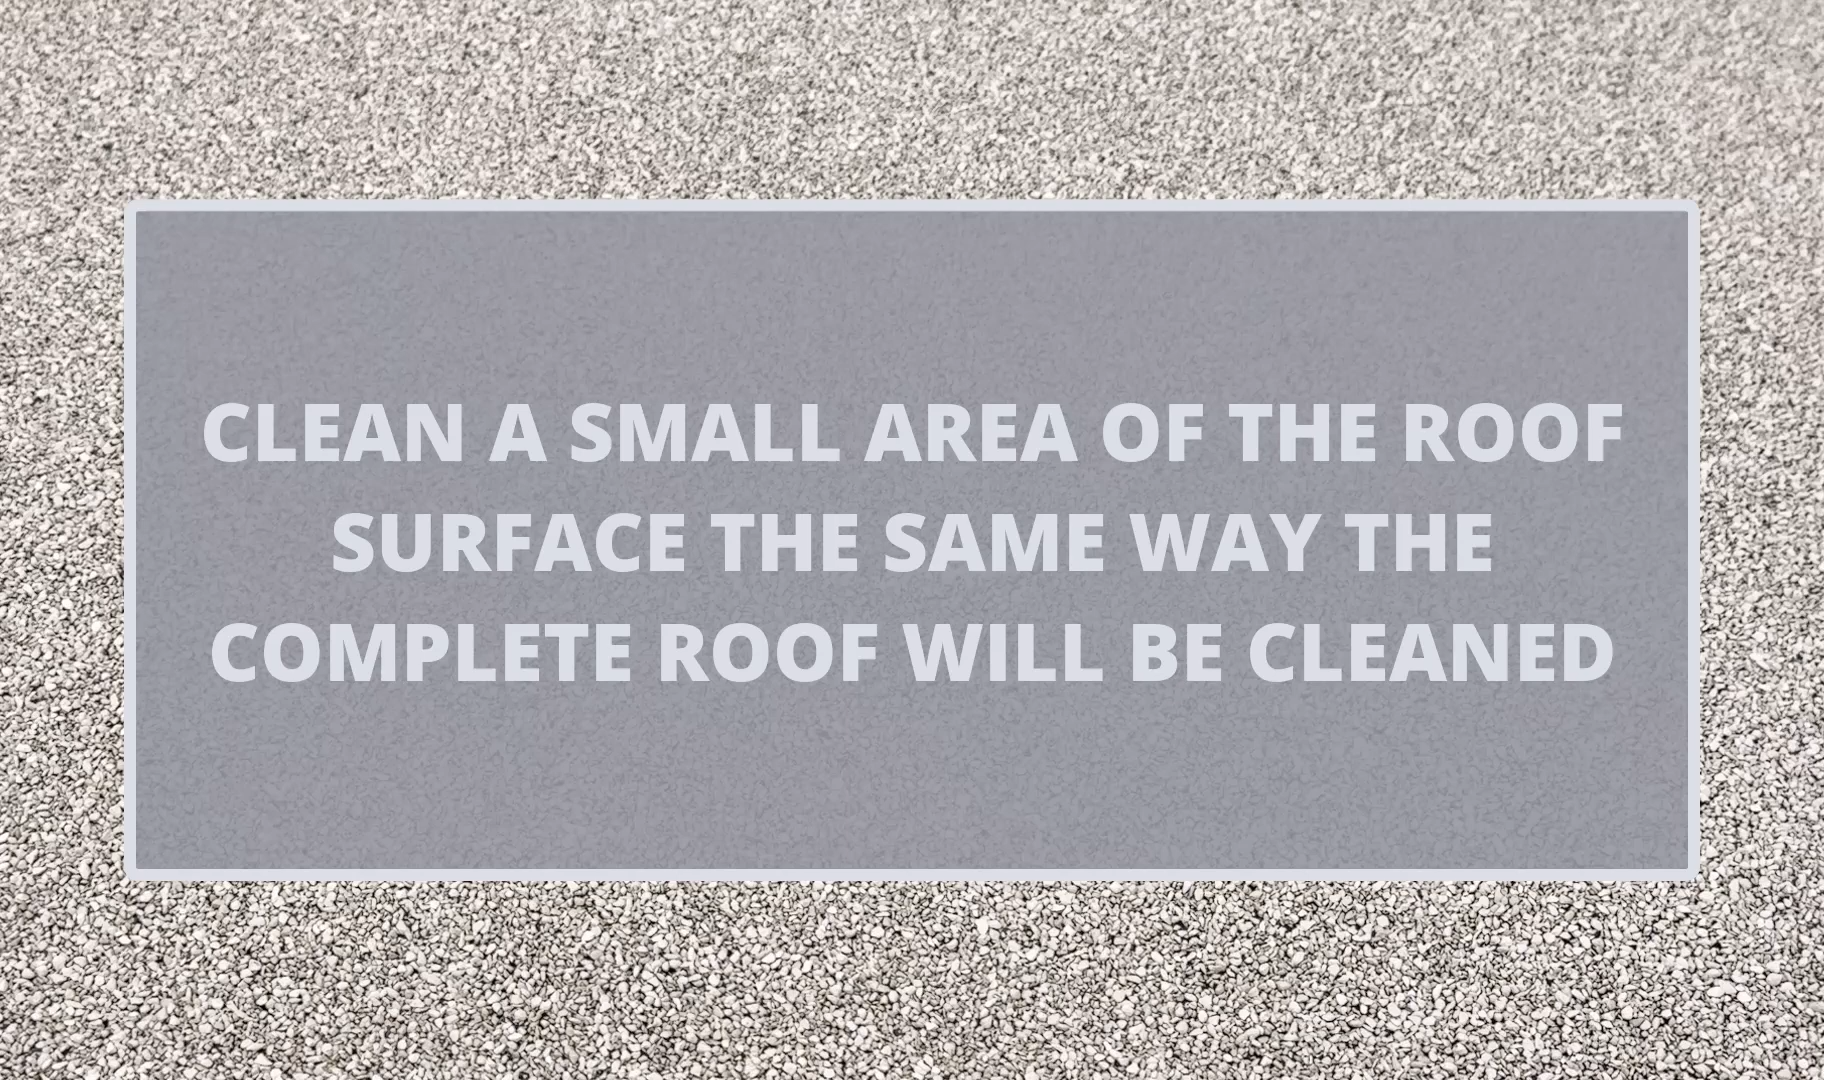 CLEAN A SMALL AREA OF THE ROOF
SURFACE THE SAME WAY THE
COMPLETE ROOF WILL BE CLEANED